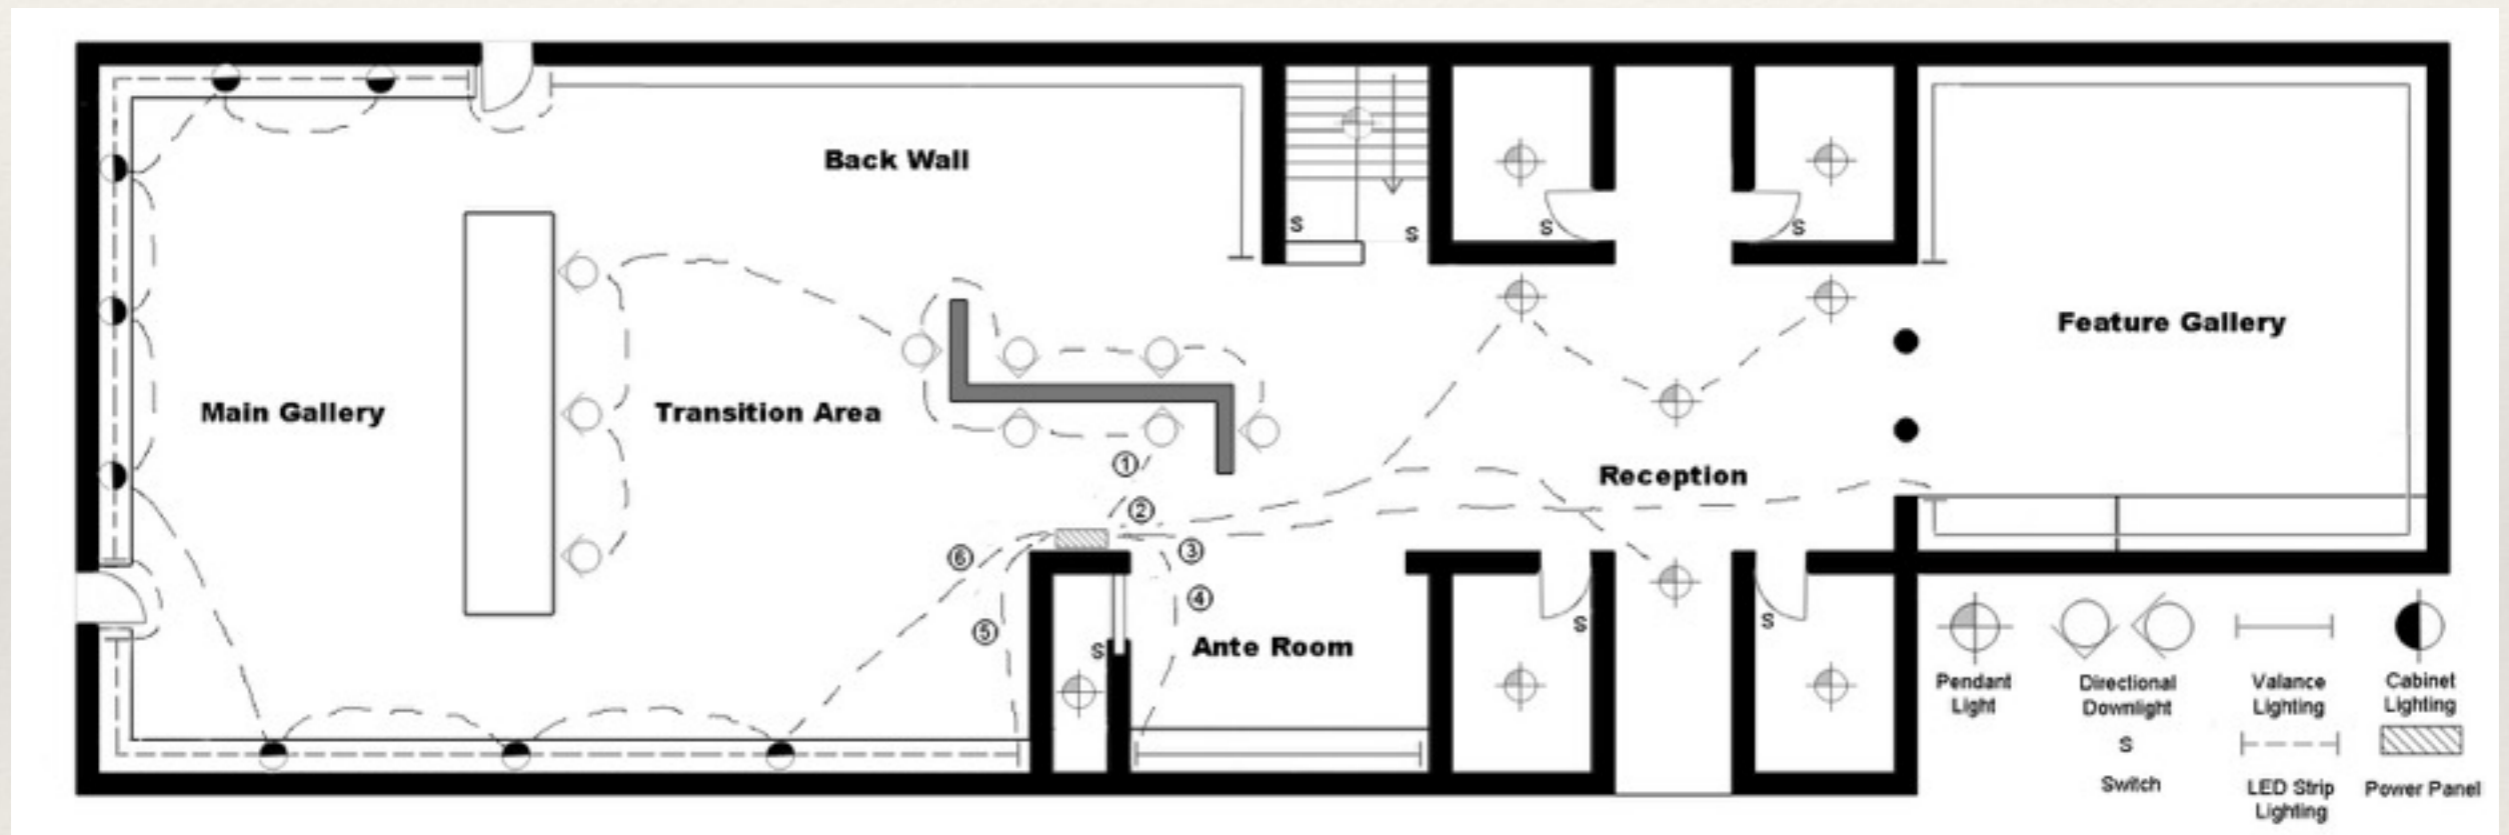 Back Wall
S
S
S
S
Feature Gallery
Main Gallery
Transition Area
①
Reception
②
③
⑥
④
⑤
S
Ante Room
S
S
Pendant
Light
Directional
Downlight
Valance
Lighting
Cabinet
Lighting
S
Switch
LED Strip
Lighting
Power Panel